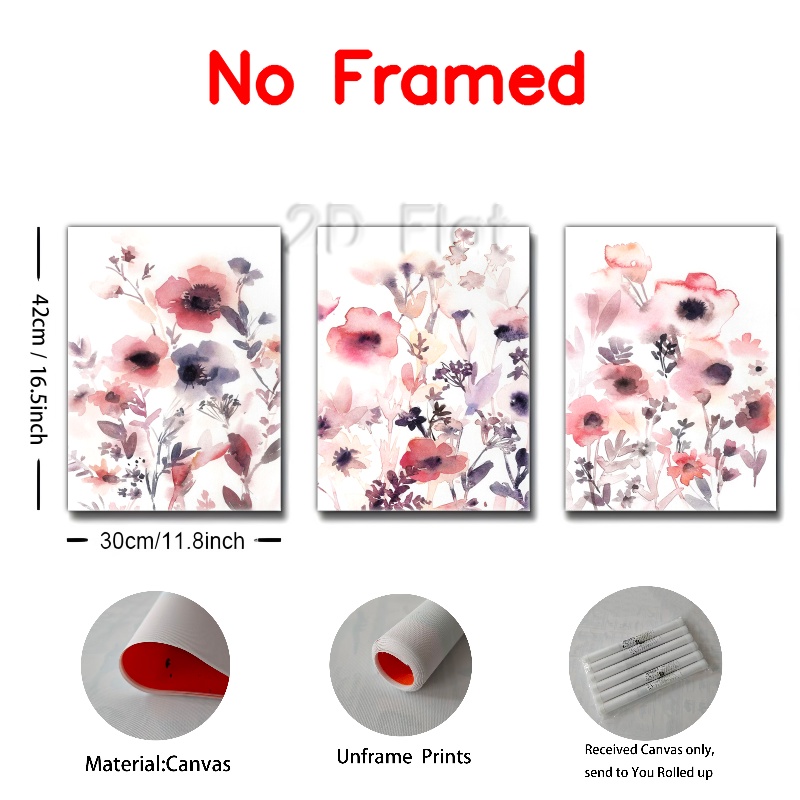 No Framed
2D Flat
42cm / 16.5inch
30cm/11.8inch
Material:Canvas
Unframe Prints
Received Canvas only,
send to You Rolled up